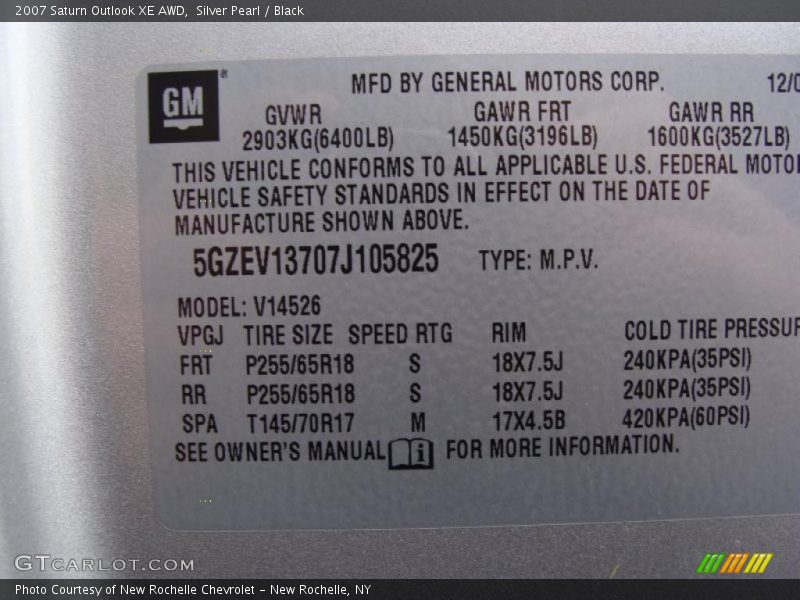 2007 Saturn Outlook XE AWD, Silver Pearl / Black
GM®
MFD BY GENERAL MOTORS CORP. 12/0
GVWR GAWR FRT GAWR RR
2903KG(6400LB) 1450KG(3196LB) 1600KG(3527LB)
THIS VEHICLE CONFORMS TO ALL APPLICABLE U.S. FEDERAL MOTO
VEHICLE SAFETY STANDARDS IN EFFECT ON THE DATE OF
MANUFACTURE SHOWN ABOVE.
5GZEV13707J105825 TYPE: M.P.V.
MODEL: V14526
VPGJ TIRE SIZE SPEED RTG RIM COLD TIRE PRESSUR
FRT P255/65R18 S 18X7.5J 240KPA(35PSI)
RR P255/65R18 S 18X7.5J 240KPA(35PSI)
SPA T145/70R17 M 17X4.5B 420KPA(60PSI)
SEE OWNER'S MANUAL i FOR MORE INFORMATION.
GTCARLOT.COM
Photo Courtesy of New Rochelle Chevrolet - New Rochelle, NY